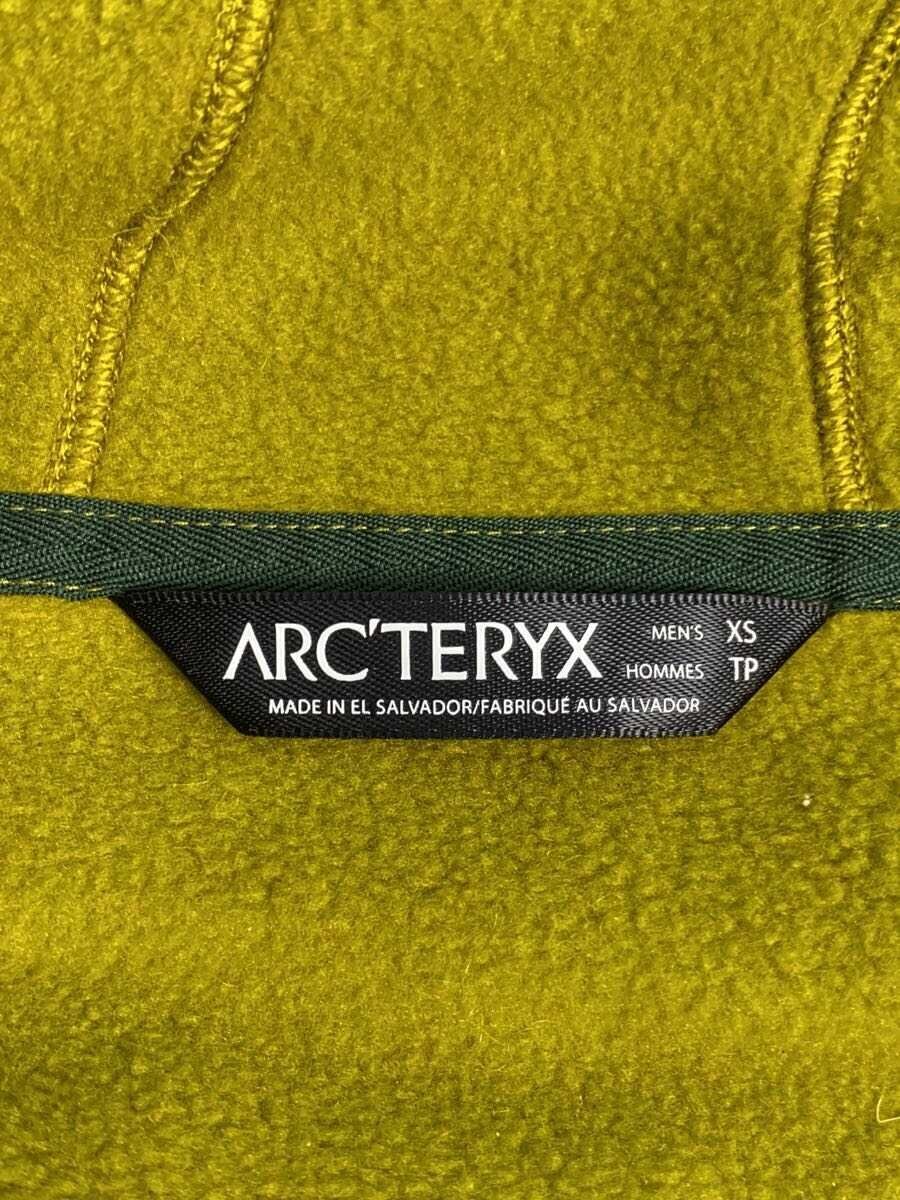 ARC'TERYX MEN'S XS
HOMMES TP
MADE IN EL SALVADOR/FABRIQUÉ AU SALVADOR